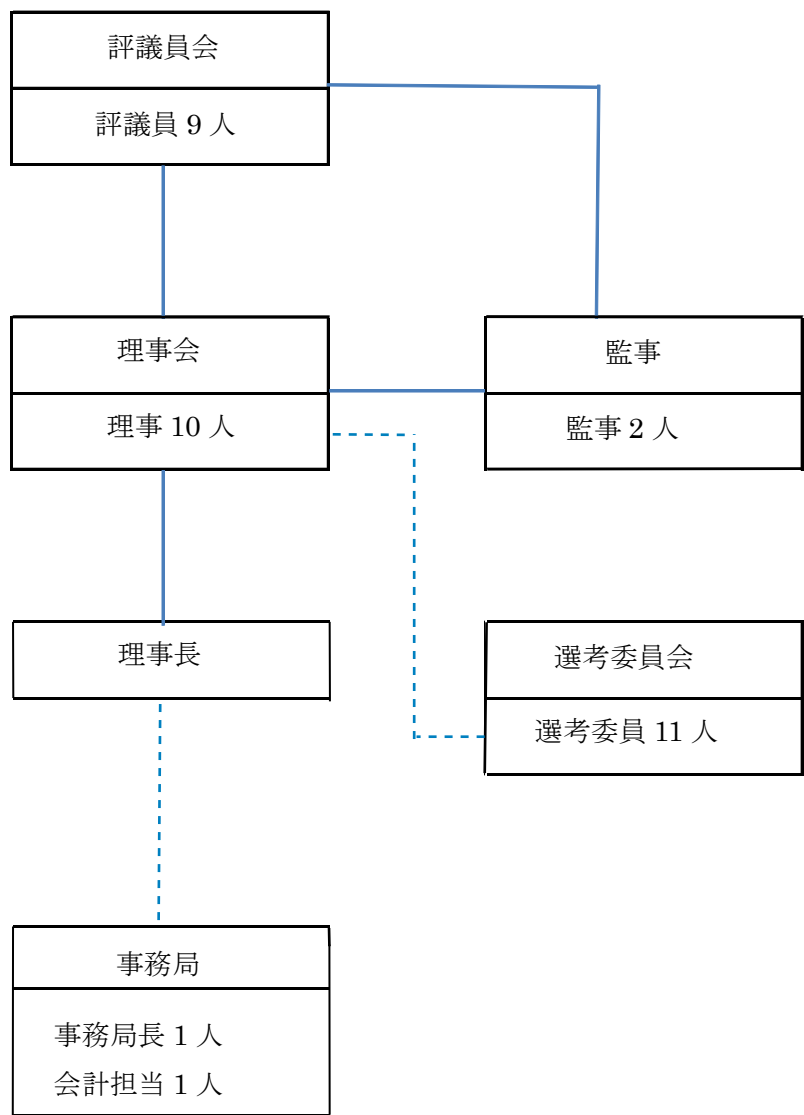 評議員会
評議員 9 人
理事会
理事 10 人
監事
監事 2 人
理事長
選考委員会
選考委員 11 人
事務局
事務局長 1 人
会計担当 1 人